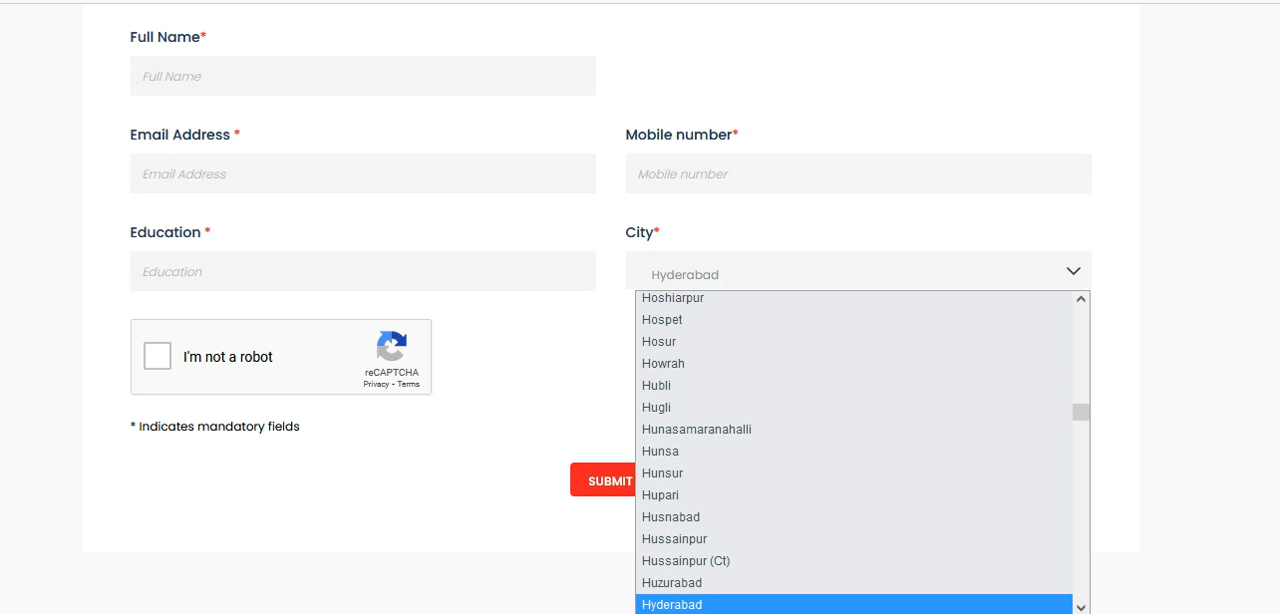 Full Name*
Full Name
Email Address *
Mobile number*
Email Address
Mobile number
Education *
City*
Education
Hyderabad
Hoshiarpur
Hospet
Hosur
Howrah
Hubli
Hugli
Hunasamaranahalli
Hunsa
Hunsur
Hupari
Husnabad
Hussainpur
Hussainpur (Ct)
Huzurabad
Hyderabad
I'm not a robot
reCAPTCHA
Privacy - Terms
* Indicates mandatory fields
SUBMIT